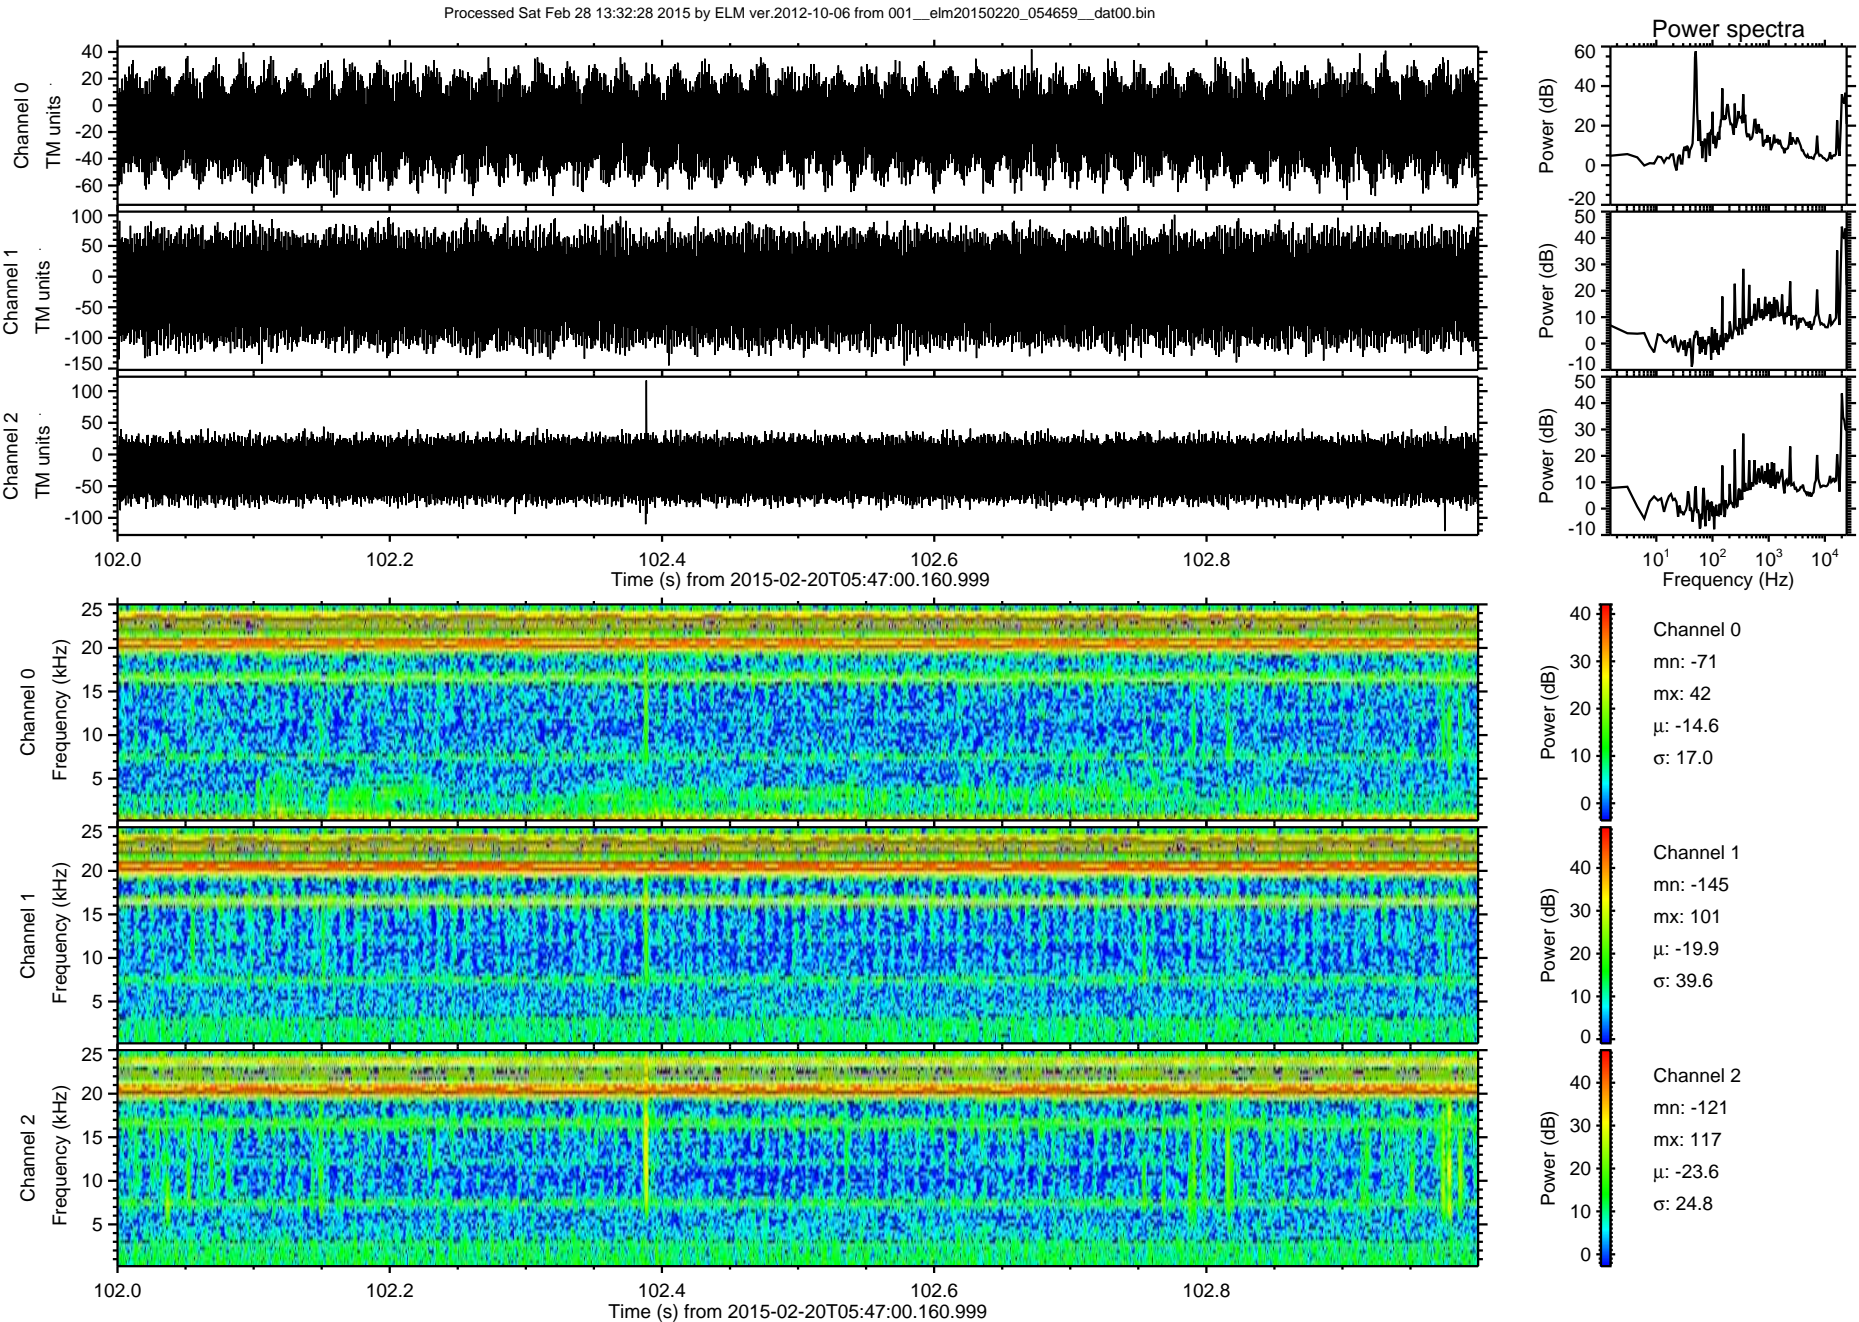 Processed Sat Feb 28 13:32:28 2015 by ELM ver.2012-10-06 from 001__elm20150220_054659__dat00.bin
Power spectra
Channel 0
TM units
40
20
0
-20
-40
-60
Power (dB)
60
40
20
0
-20
Channel 1
TM units
100
50
0
-50
-100
-150
Power (dB)
50
40
30
20
10
0
-10
Channel 2
TM units
100
50
0
-50
-100
Power (dB)
50
40
30
20
10
0
-10
102.0 102.2 102.4 102.6 102.8
Time (s) from 2015-02-20T05:47:00.160.999
10^1 10^2 10^3 10^4
Frequency (Hz)
Channel 0
Frequency (kHz)
25
20
15
10
5
Power (dB)
40
30
20
10
0
Channel 0
mn: -71
mx: 42
μ: -14.6
σ: 17.0
Channel 1
Frequency (kHz)
25
20
15
10
5
Power (dB)
40
30
20
10
0
Channel 1
mn: -145
mx: 101
μ: -19.9
σ: 39.6
Channel 2
Frequency (kHz)
25
20
15
10
5
Power (dB)
40
30
20
10
0
Channel 2
mn: -121
mx: 117
μ: -23.6
σ: 24.8
102.0 102.2 102.4 102.6 102.8
Time (s) from 2015-02-20T05:47:00.160.999